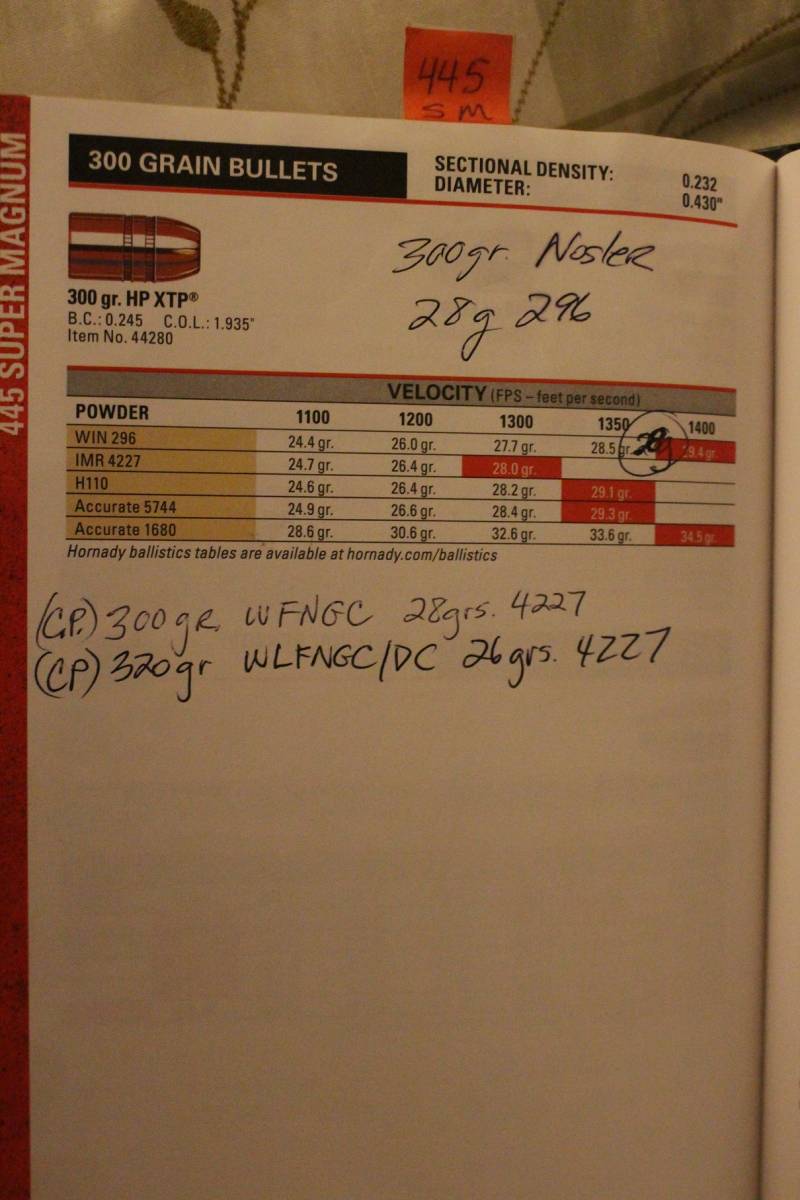 445
SM
445 SUPER MAGNUM
300 GRAIN BULLETS
SECTIONAL DENSITY: 0.232
DIAMETER: 0.430"
300gr. Nosler
28g 296
300 gr. HP XTP®
B.C.: 0.245 C.O.L.: 1.935"
Item No. 44280
VELOCITY (FPS – feet per second)
POWDER 1100 1200 1300 1350 1400
WIN 296 24.4 gr. 26.0 gr. 27.7 gr. 28.5 gr. 29.4 gr.
IMR 4227 24.7 gr. 26.4 gr. 28.0 gr.
H110 24.6 gr. 26.4 gr. 28.2 gr. 29.1 gr.
Accurate 5744 24.9 gr. 26.6 gr. 28.4 gr. 29.3 gr.
Accurate 1680 28.6 gr. 30.6 gr. 32.6 gr. 33.6 gr. 34.5 gr.
Hornady ballistics tables are available at hornady.com/ballistics
300gr. WFNGC 28grs. 4227
(CP) 320gr WLFNGC/DC 26grs. 4227